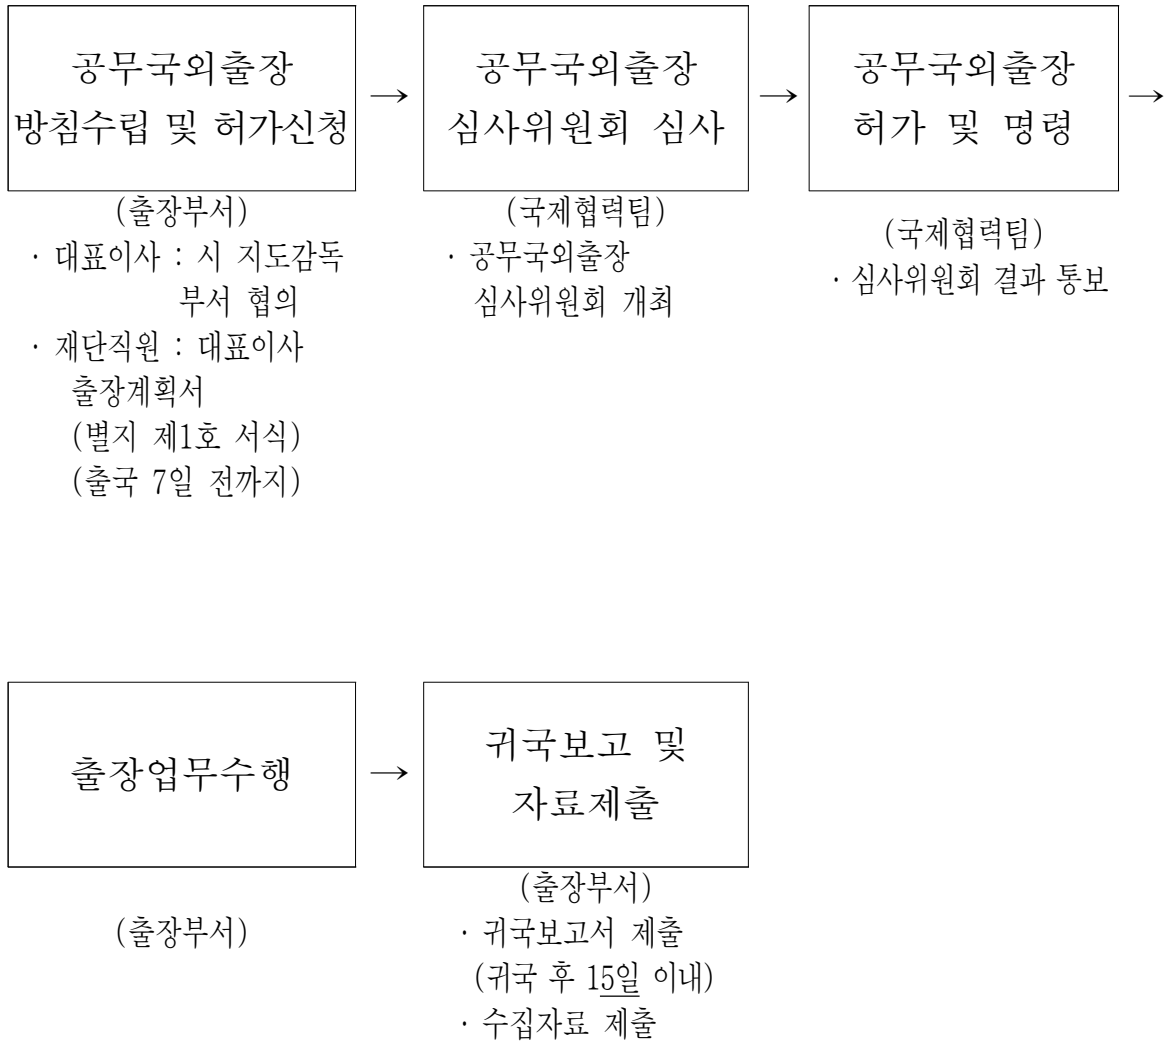 공무국외출장
방침수립 및 허가신청
→
공무국외출장
심사위원회 심사
→
공무국외출장
허가 및 명령
→
(출장부서)
· 대표이사 : 시 지도감독
부서 협의
· 재단직원 : 대표이사
출장계획서
(별지 제1호 서식)
(출국 7일 전까지)
(국제협력팀)
· 공무국외출장
심사위원회 개최
(국제협력팀)
· 심사위원회 결과 통보
출장업무수행
→
귀국보고 및
자료제출
(출장부서)
(출장부서)
· 귀국보고서 제출
(귀국 후 15일 이내)
· 수집자료 제출